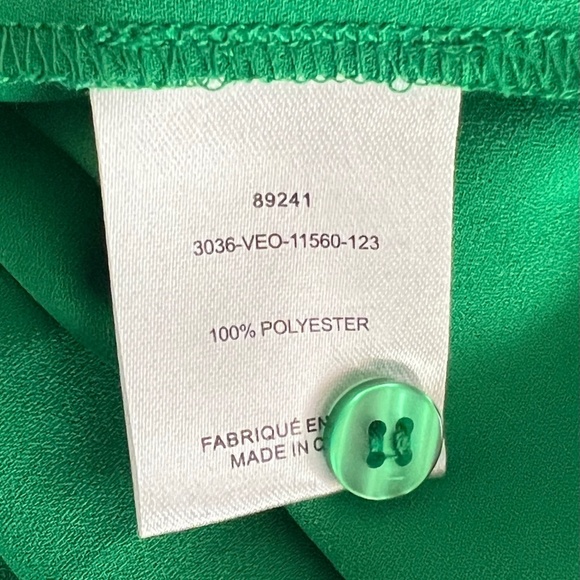 89241
3036-VEO-11560-123
100% POLYESTER
FABRIQUÉ EN
MADE IN